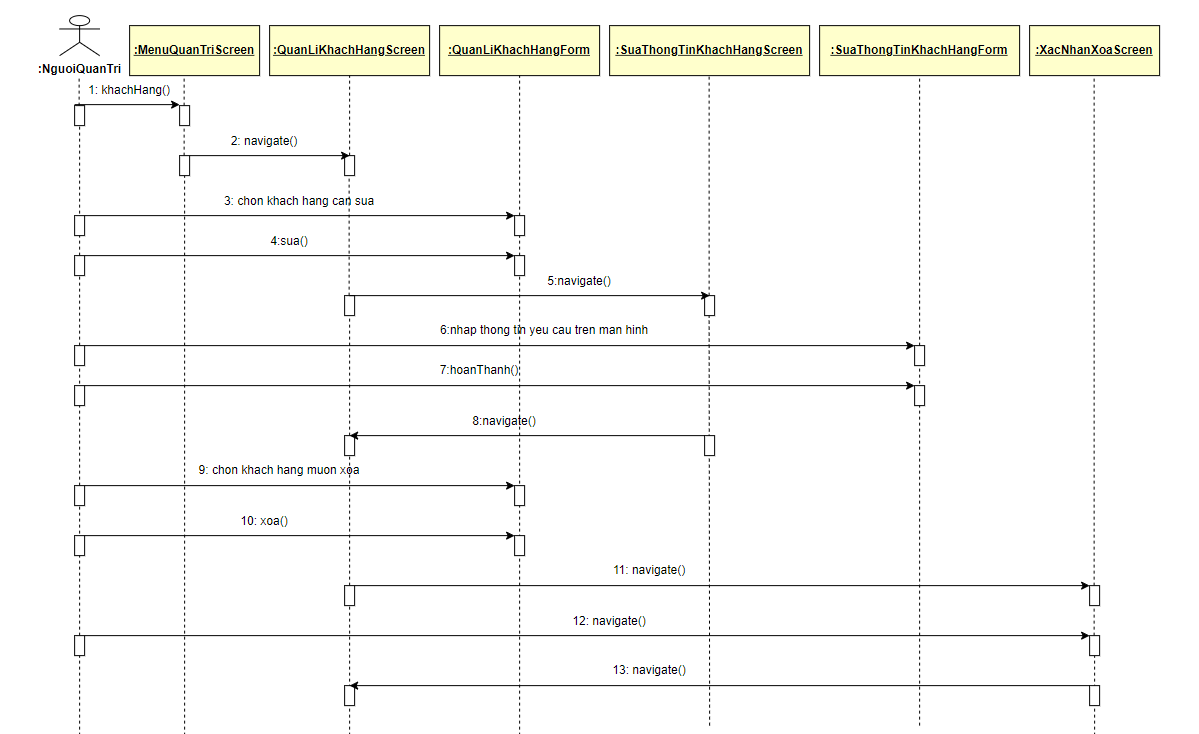 :NguoiQuanTri
:MenuQuanTriScreen
:QuanLiKhachHangScreen
:QuanLiKhachHangForm
:SuaThongTinKhachHangScreen
:SuaThongTinKhachHangForm
:XacNhanXoaScreen
1: khachHang()
2: navigate()
3: chon khach hang can sua
4:sua()
5:navigate()
6:nhap thong tin yeu cau tren man hinh
7:hoanThanh()
8:navigate()
9: chon khach hang muon xoa
10: xoa()
11: navigate()
12: navigate()
13: navigate()